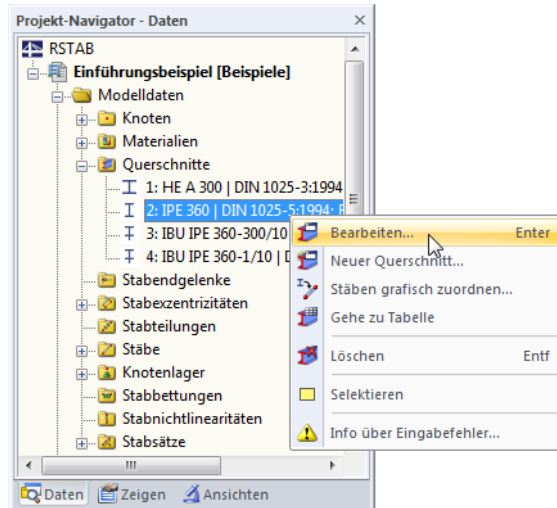 Projekt-Navigator - Daten
RSTAB
Einführungsbeispiel [Beispiele]
Modelldaten
Knoten
Materialien
Querschnitte
1: HE A 300 | DIN 1025-3:1994
2: IPE 360 | DIN 1025-5:1994;
3: IBU IPE 360-300/10
4: IBU IPE 360-1/10 |
Stabendgelenke
Stabexzentrizitäten
Stabteilungen
Stäbe
Knotenlager
Stabbettungen
Stabnichtlinearitäten
Stabsätze
Bearbeiten... Enter
Neuer Querschnitt...
Stäben grafisch zuordnen...
Gehe zu Tabelle
Löschen Entf
Selektieren
Info über Eingabefehler...
Daten Zeigen Ansichten